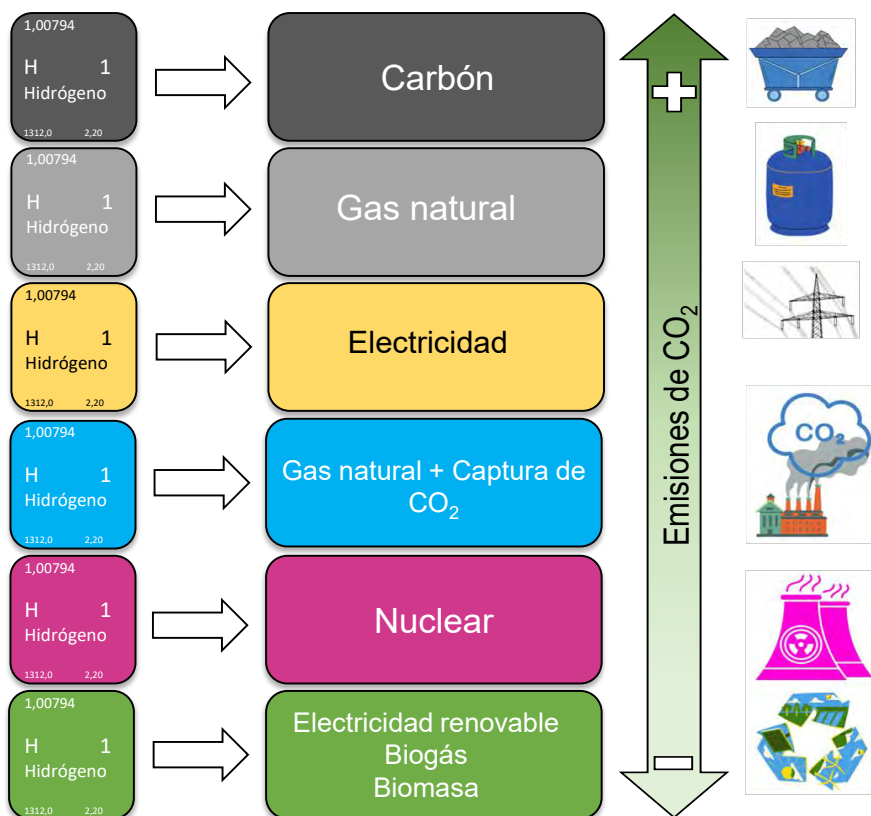 1,00794
H 1
Hidrógeno
1312,0 2,20
Carbón
1,00794
H 1
Hidrógeno
1312,0 2,20
Gas natural
1,00794
H 1
Hidrógeno
1312,0 2,20
Electricidad
1,00794
H 1
Hidrógeno
1312,0 2,20
Gas natural + Captura de
CO₂
1,00794
H 1
Hidrógeno
1312,0 2,20
Nuclear
1,00794
H 1
Hidrógeno
1312,0 2,20
Electricidad renovable
Biogás
Biomasa
+
Emisiones de CO₂
−
CO₂